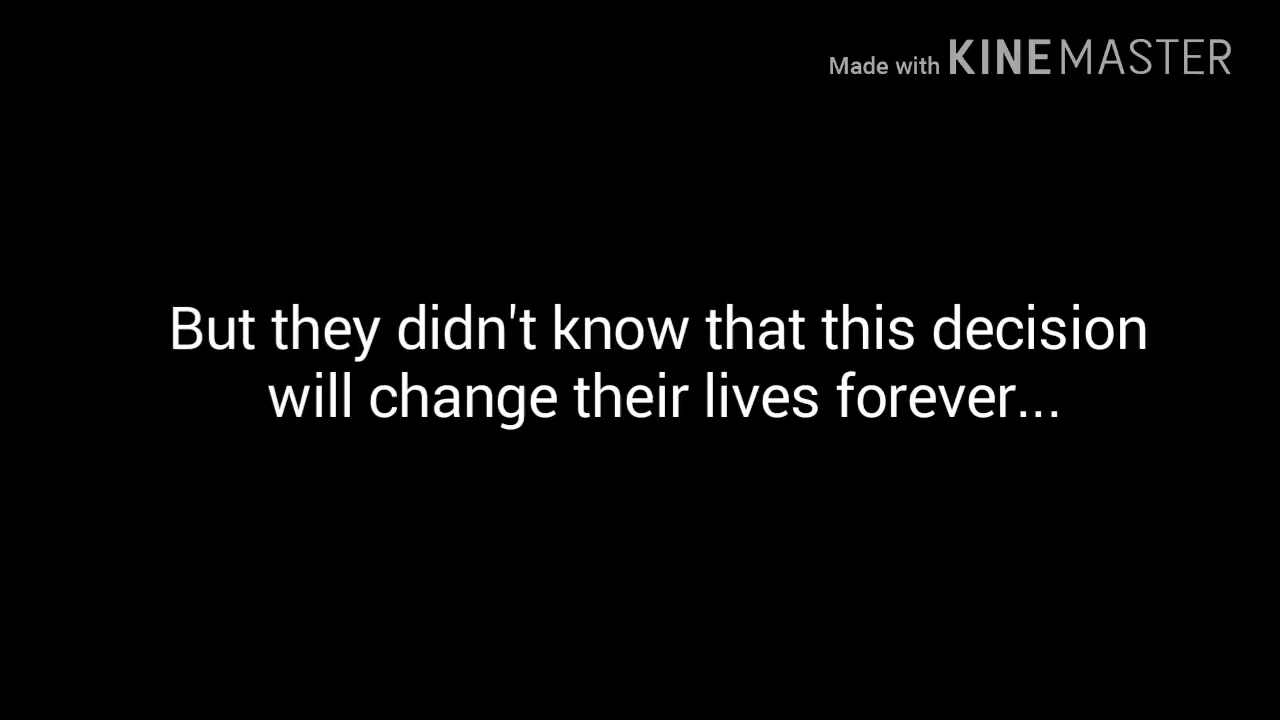 Made with KINEMASTER
But they didn't know that this decision
will change their lives forever...